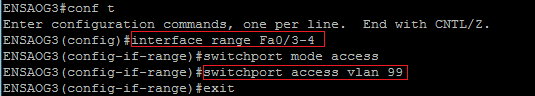 ENSAOG3#conf t
Enter configuration commands, one per line.  End with CNTL/Z.
ENSAOG3(config)#interface range Fa0/3-4
ENSAOG3(config-if-range)#switchport mode access
ENSAOG3(config-if-range)#switchport access vlan 99
ENSAOG3(config-if-range)#exit